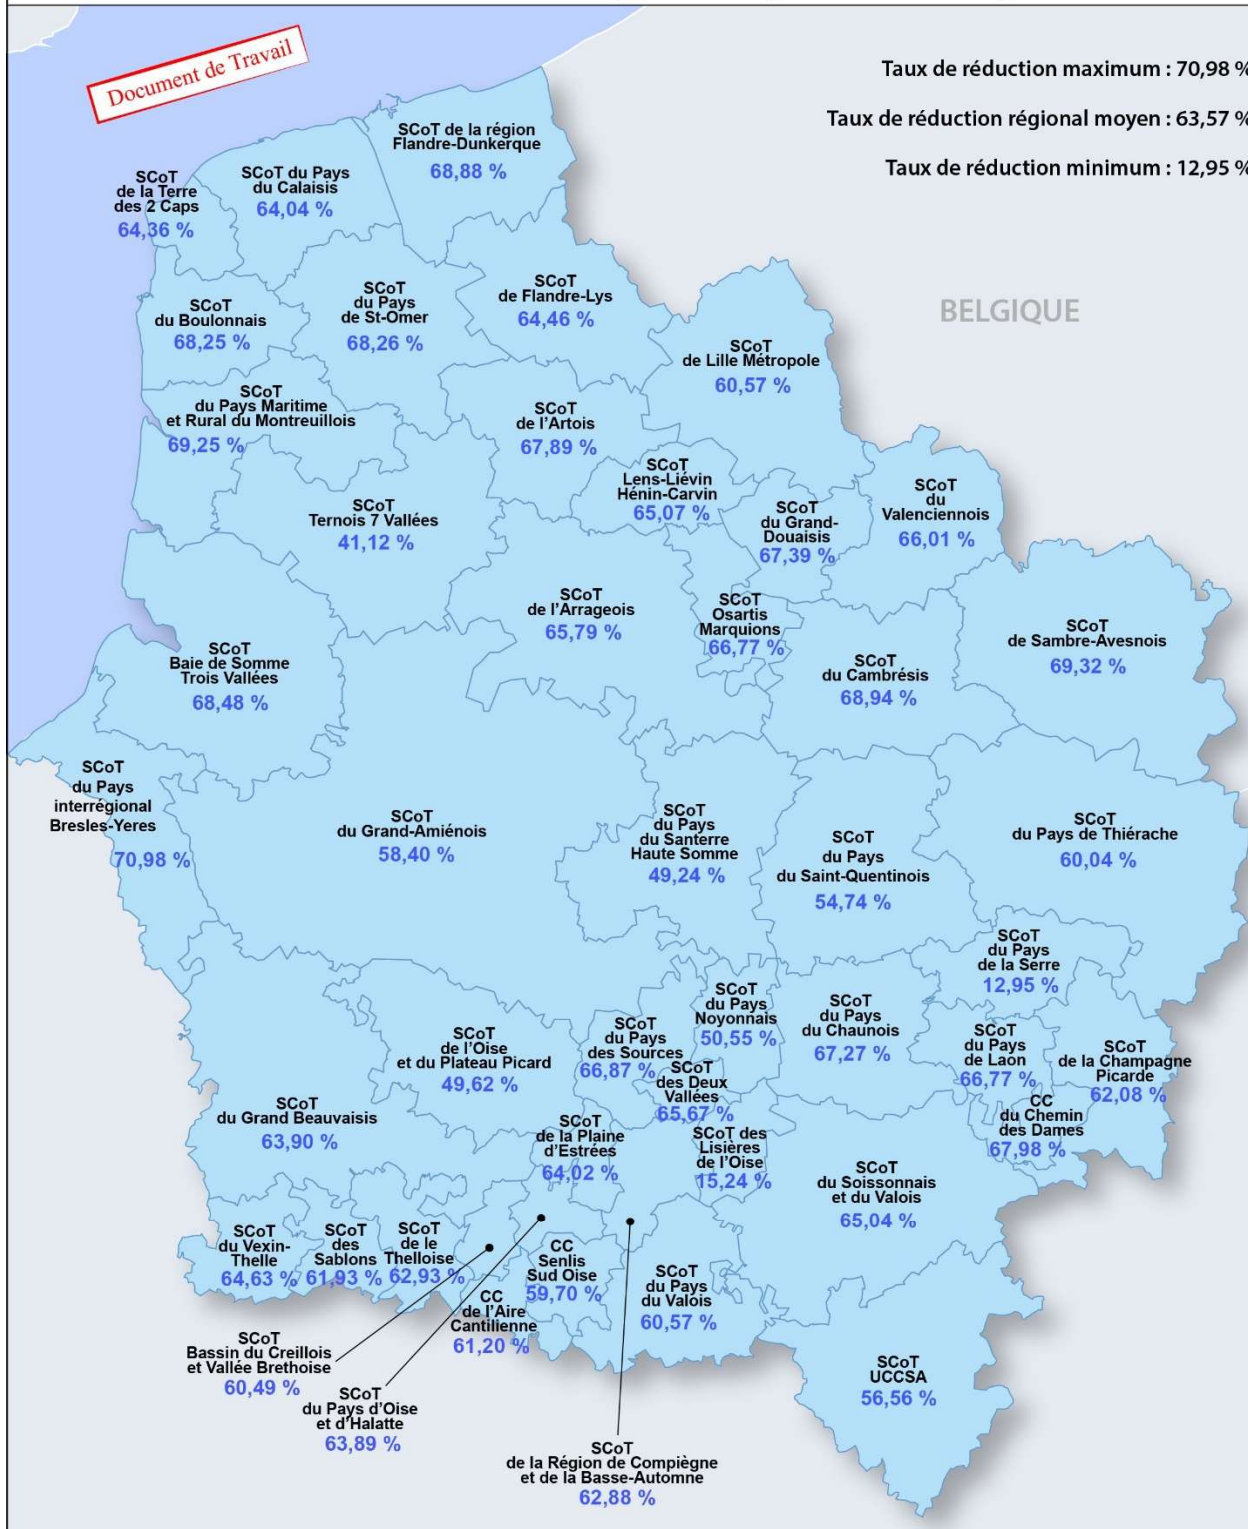 Document de Travail
Taux de réduction maximum : 70,98 %
Taux de réduction régional moyen : 63,57 %
Taux de réduction minimum : 12,95 %
BELGIQUE
SCoT de la région
Flandre-Dunkerque
68,88 %
SCoT du Pays
du Calaisis
64,04 %
SCoT
de la Terre
des 2 Caps
64,36 %
SCoT
du Boulonnais
68,25 %
SCoT
du Pays
de St-Omer
68,26 %
SCoT
de Flandre-Lys
64,46 %
SCoT
de Lille Métropole
60,57 %
SCoT
du Pays Maritime
et Rural du Montreuillois
69,25 %
SCoT
de l'Artois
67,89 %
SCoT
Lens-Liévin
Hénin-Carvin
65,07 %
SCoT
du Grand-
Douaisis
67,39 %
SCoT
du
Valenciennois
66,01 %
SCoT
Ternois 7 Vallées
41,12 %
SCoT
de l'Arrageois
65,79 %
SCoT
Osartis
Marquions
66,77 %
SCoT
du Cambrésis
68,94 %
SCoT
de Sambre-Avesnois
69,32 %
SCoT
Baie de Somme
Trois Vallées
68,48 %
SCoT
du Pays
interrégional
Bresles-Yeres
70,98 %
SCoT
du Grand-Amiénois
58,40 %
SCoT
du Pays
du Santerre
Haute Somme
49,24 %
SCoT
du Pays
du Saint-Quentinois
54,74 %
SCoT
du Pays de Thiérache
60,04 %
SCoT
du Pays
de la Serre
12,95 %
SCoT
du Grand Beauvaisis
63,90 %
SCoT
de l'Oise
et du Plateau Picard
49,62 %
SCoT
du Pays
des Sources
66,87 %
SCoT
du Pays
Noyonnais
50,55 %
SCoT
du Pays
du Chaunois
67,27 %
SCoT
du Pays
de Laon
66,77 %
SCoT
de la Champagne
Picarde
62,08 %
SCoT
des Deux
Vallées
65,67 %
CC
du Chemin
des Dames
67,98 %
SCoT
de la Plaine
d'Estrées
64,02 %
SCoT des
Lisières
de l'Oise
15,24 %
SCoT
du Soissonnais
et du Valois
65,04 %
SCoT
du Vexin-
Thelle
64,63 %
SCoT
des
Sablons
61,93 %
SCoT
de le
Thelloise
62,93 %
CC
Senlis
Sud Oise
59,70 %
SCoT
du Pays
du Valois
60,57 %
CC
de l'Aire
Cantilienne
61,20 %
SCoT
Bassin du Creillois
et Vallée Brethoise
60,49 %
SCoT
du Pays d'Oise
et d'Halatte
63,89 %
SCoT
UCCSA
56,56 %
SCoT
de la Région de Compiègne
et de la Basse-Automne
62,88 %